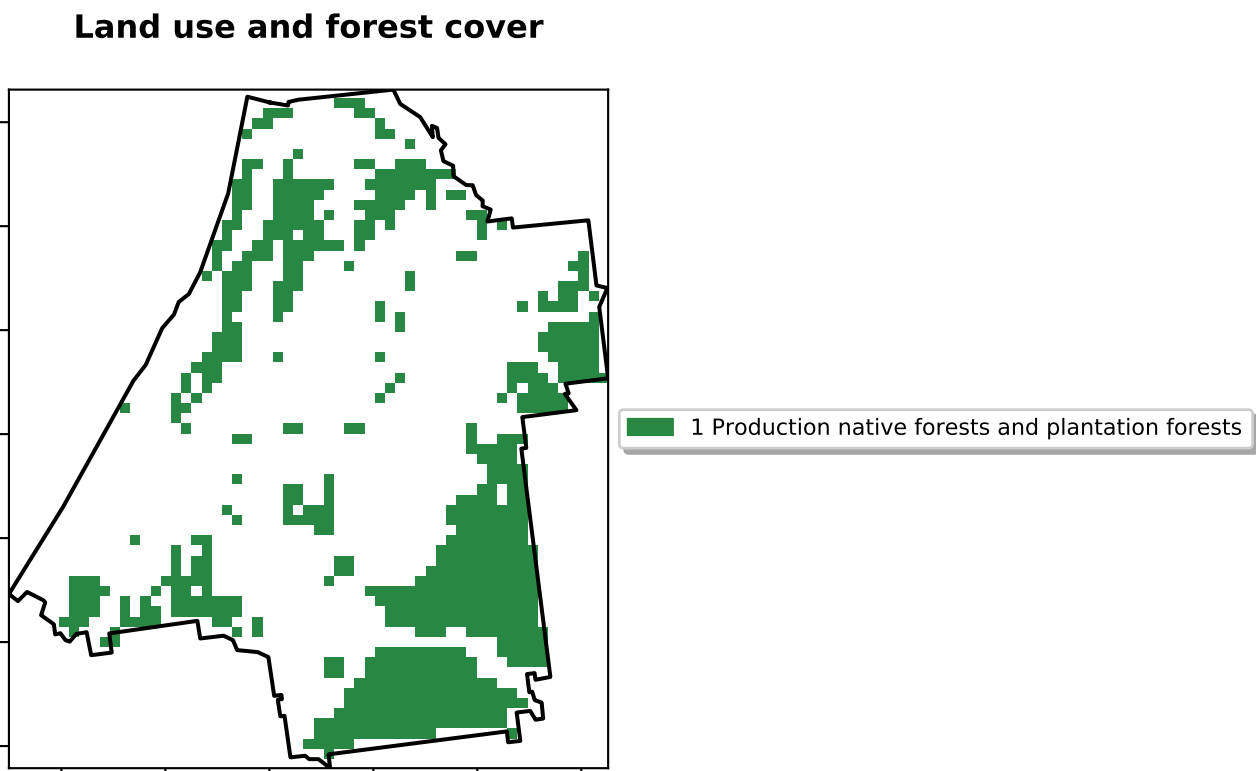 Land use and forest cover
1 Production native forests and plantation forests